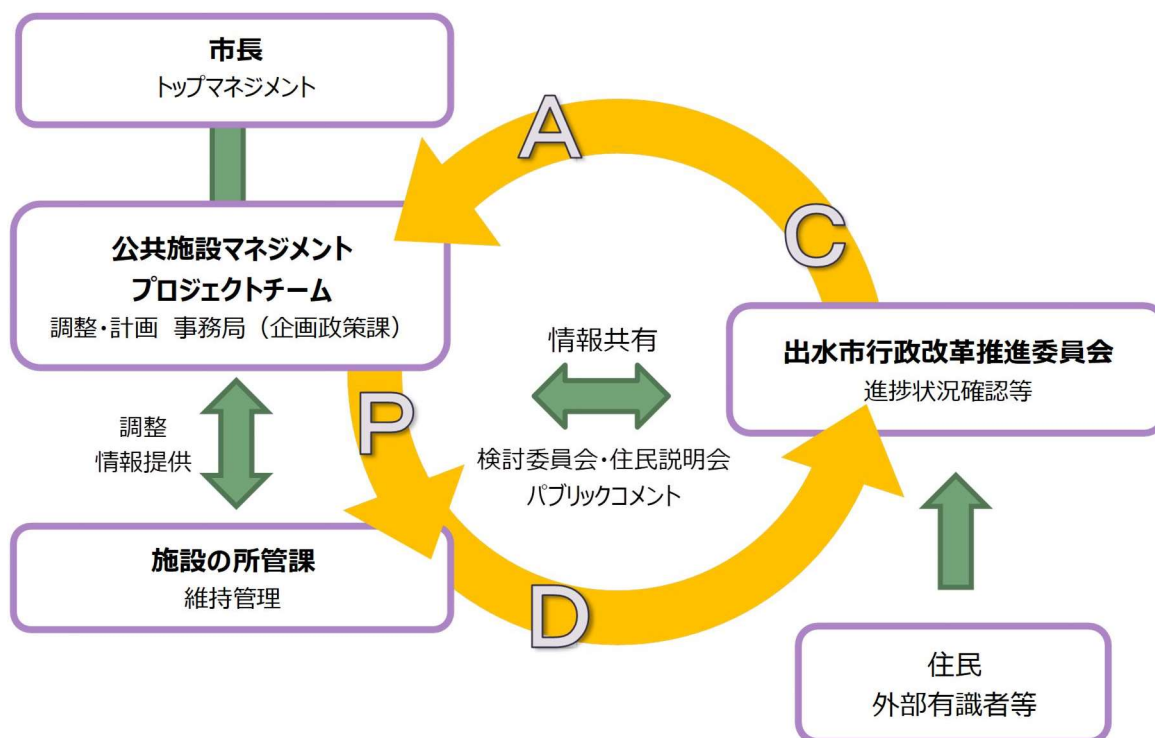 市長
トップマネジメント
A
C
公共施設マネジメント
プロジェクトチーム
調整・計画 事務局（企画政策課）
情報共有
出水市行政改革推進委員会
進捗状況確認等
P
調整
情報提供
検討委員会・住民説明会
パブリックコメント
施設の所管課
維持管理
D
住民
外部有識者等